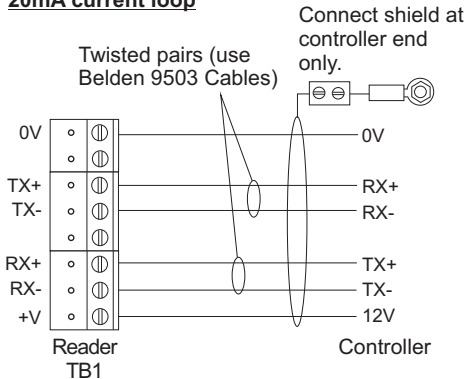 20mA current loop
Connect shield at
controller end
only.
Twisted pairs (use
Belden 9503 Cables)
0V
0V
TX+
RX+
TX-
RX-
RX+
TX+
RX-
TX-
+V
12V
Reader
TB1
Controller